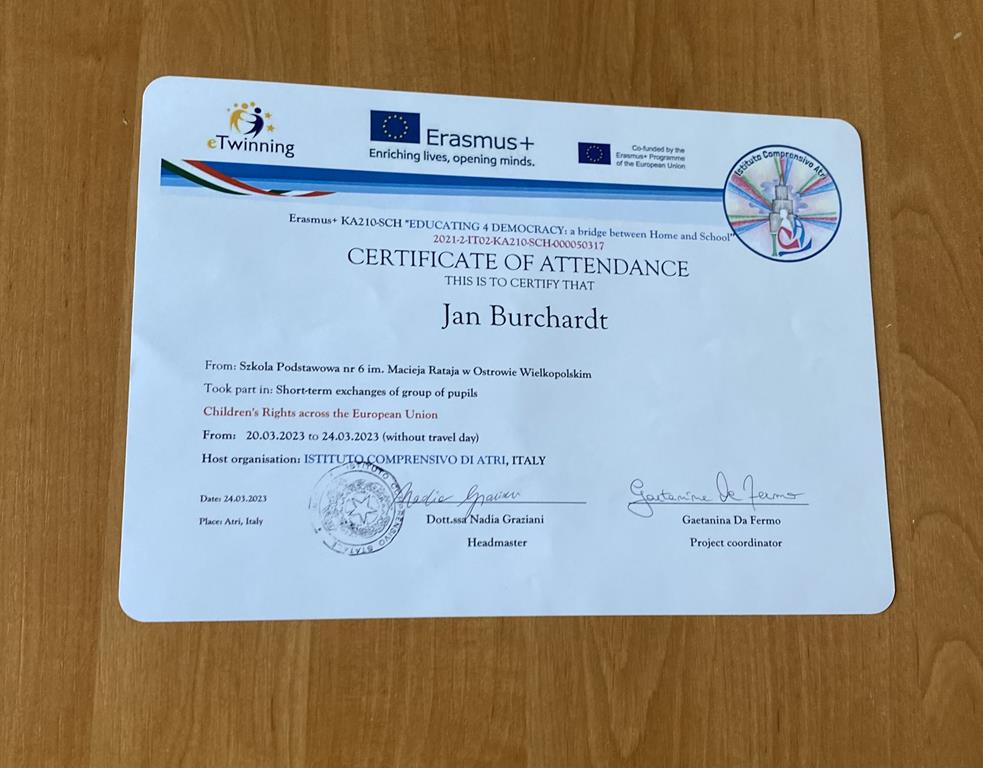 eTwinning
Erasmus+
Enriching lives, opening minds.
Co-funded by the
Erasmus+ Programme
of the European Union
Istituto Comprensivo Atri
Erasmus+ KA210-SCH "EDUCATING 4 DEMOCRACY: a bridge between Home and School"
2021-2-IT02-KA210-SCH-000050317
CERTIFICATE OF ATTENDANCE
THIS IS TO CERTIFY THAT
Jan Burchardt
From: Szkola Podstawowa nr 6 im. Macieja Rataja w Ostrowie Wielkopolskim
Took part in: Short-term exchanges of group of pupils
Children's Rights across the European Union
From: 20.03.2023 to 24.03.2023 (without travel day)
Host organisation: ISTITUTO COMPRENSIVO DI ATRI, ITALY
Date: 24.03.2023
Place: Atri, Italy
ISTITUTO COMPRENSIVO STATALE
Nadia Graziani
Dott.ssa Nadia Graziani
Headmaster
Gaetanina Da Fermo
Gaetanina Da Fermo
Project coordinator